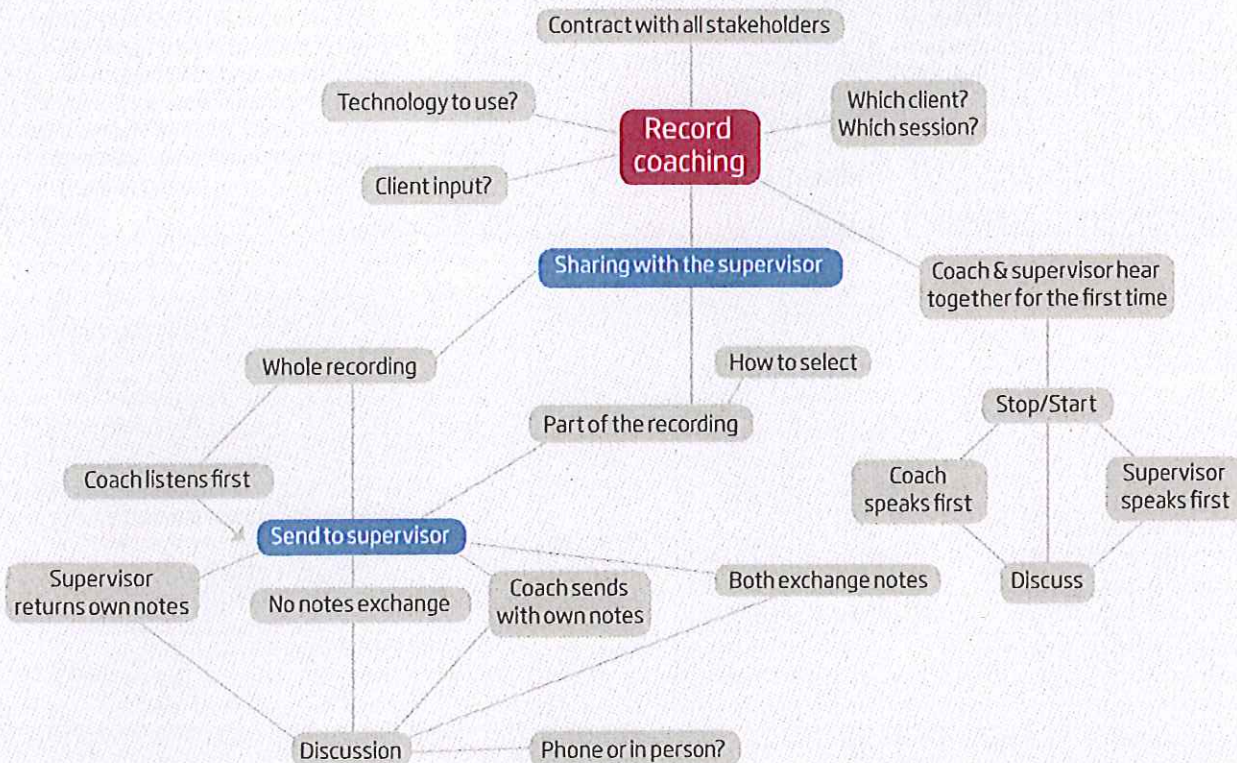 Contract with all stakeholders
Technology to use?
Which client?
Which session?
Record
coaching
Client input?
Sharing with the supervisor
Coach & supervisor hear
together for the first time
Whole recording
How to select
Part of the recording
Stop/Start
Coach listens first
Coach
speaks first
Supervisor
speaks first
Send to supervisor
Supervisor
returns own notes
No notes exchange
Coach sends
with own notes
Both exchange notes
Discuss
Discussion
Phone or in person?